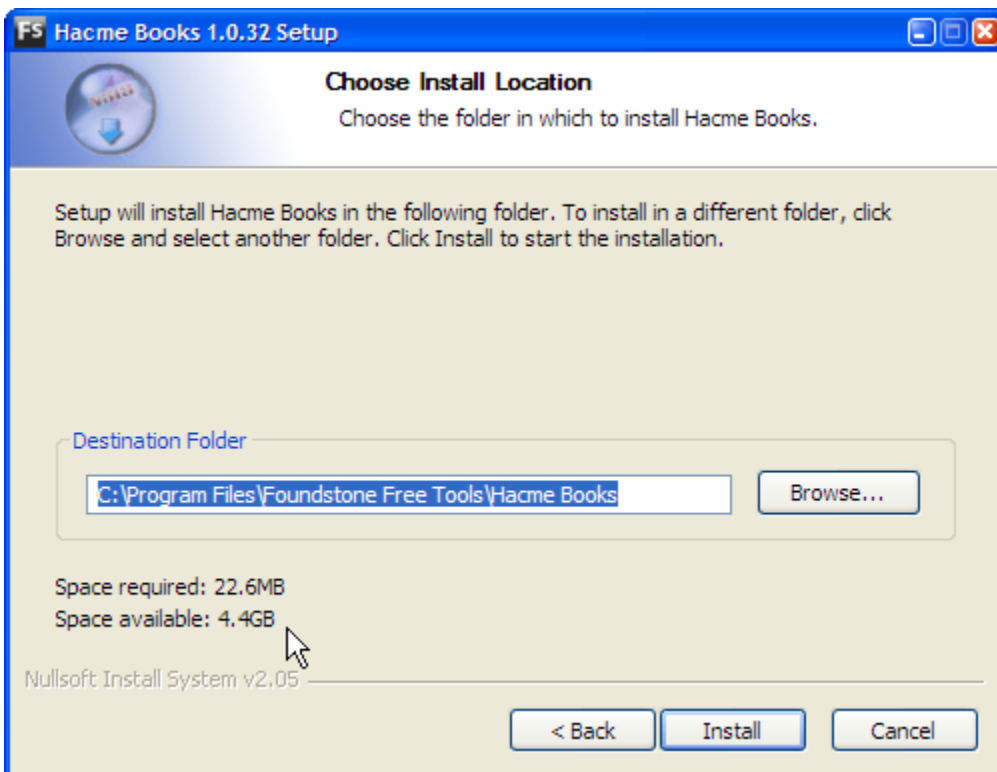 FS Hacme Books 1.0.32 Setup
Choose Install Location
Choose the folder in which to install Hacme Books.
Setup will install Hacme Books in the following folder. To install in a different folder, click
Browse and select another folder. Click Install to start the installation.
Destination Folder
C:\Program Files\Foundstone Free Tools\Hacme Books
Browse...
Space required: 22.6MB
Space available: 4.4GB
Nullsoft Install System v2.05
< Back
Install
Cancel